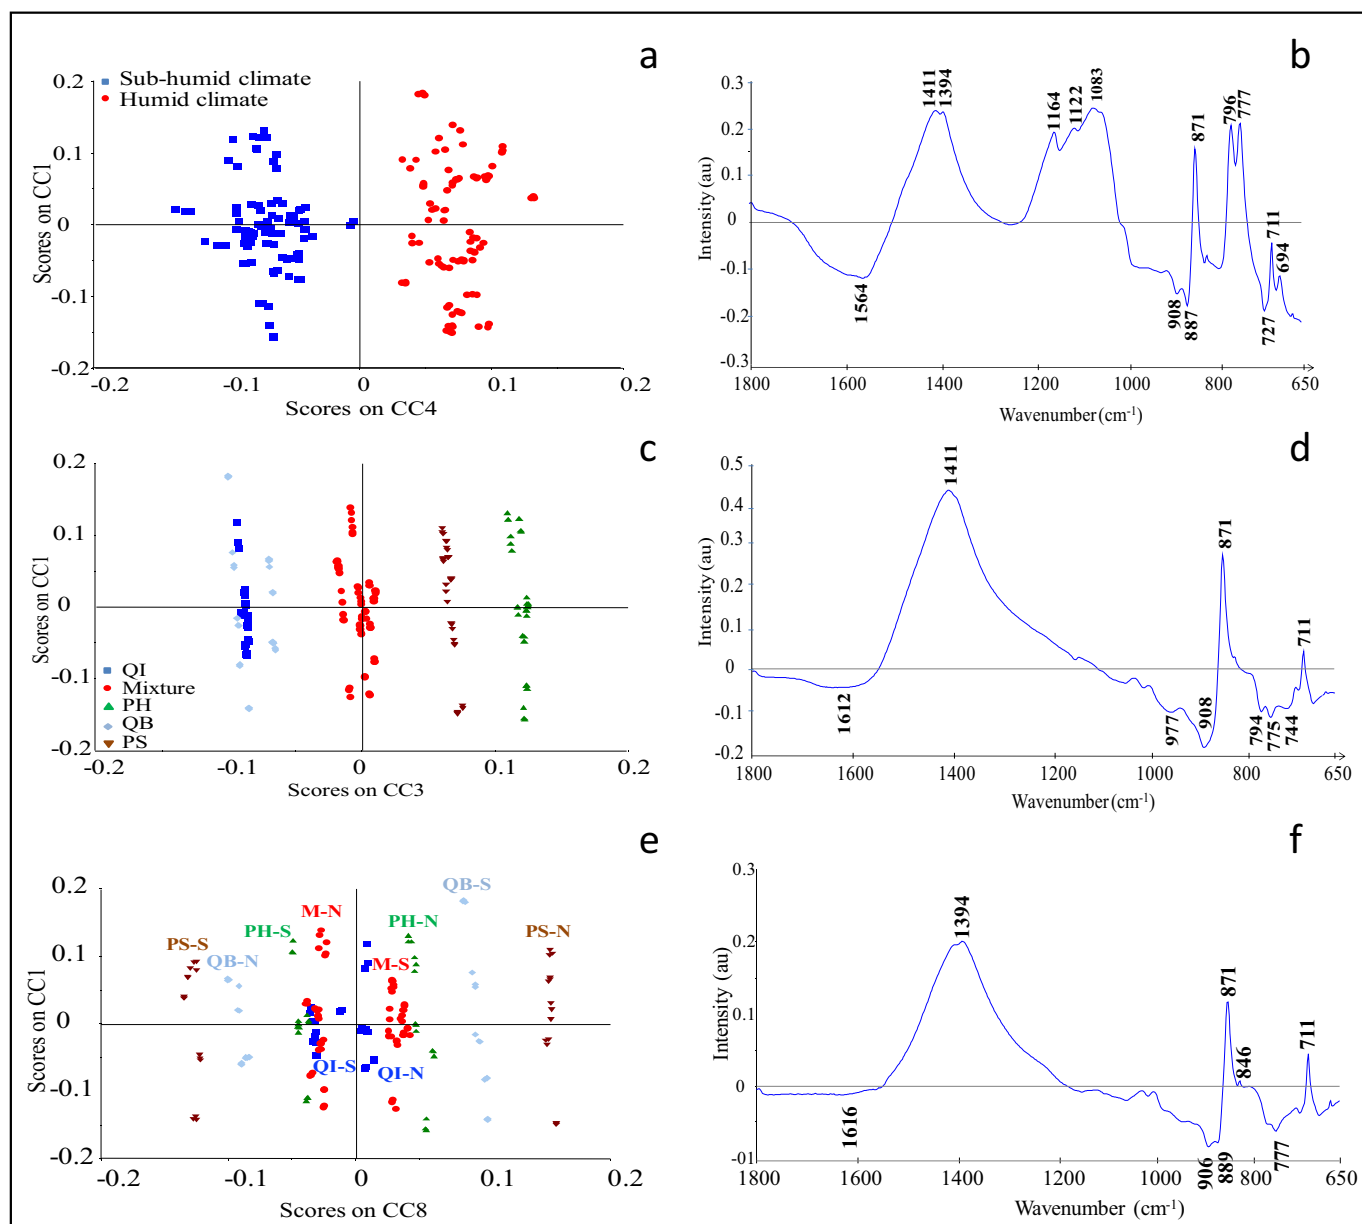 a
0.2
0.1
0
-0.1
-0.2
Scores on CC1
Sub-humid climate
Humid climate
-0.2
-0.1
0
0.1
0.2
Scores on CC4
b
0.3
0.2
0.1
0
-0.1
-0.2
-0.3
Intensity (au)
1411
1394
1164
1122
1083
871
796
777
711
694
1564
908
887
727
1800
1600
1400
1200
1000
800
650
Wavenumber (cm-1)
c
0.2
0.1
0
-0.1
-0.2
Scores on CC1
QI
Mixture
PH
QB
PS
-0.2
-0.1
0
0.1
0.2
Scores on CC3
d
0.5
0.4
0.3
0.2
0.1
0
-0.1
-0.2
Intensity (au)
1411
871
711
1612
977
908
794
775
744
1800
1600
1400
1200
1000
800
650
Wavenumber (cm-1)
e
0.2
0.1
0
-0.1
-0.2
Scores on CC1
QB-S
M-N
PH-S
PH-N
PS-S
PS-N
QB-N
M-S
QI-S
QI-N
-0.2
-0.1
0
0.1
0.2
Scores on CC8
f
0.3
0.2
0.1
0
-01
Intensity (au)
1394
871
846
711
1616
906
889
777
1800
1600
1400
1200
1000
800
650
Wavenumber (cm-1)